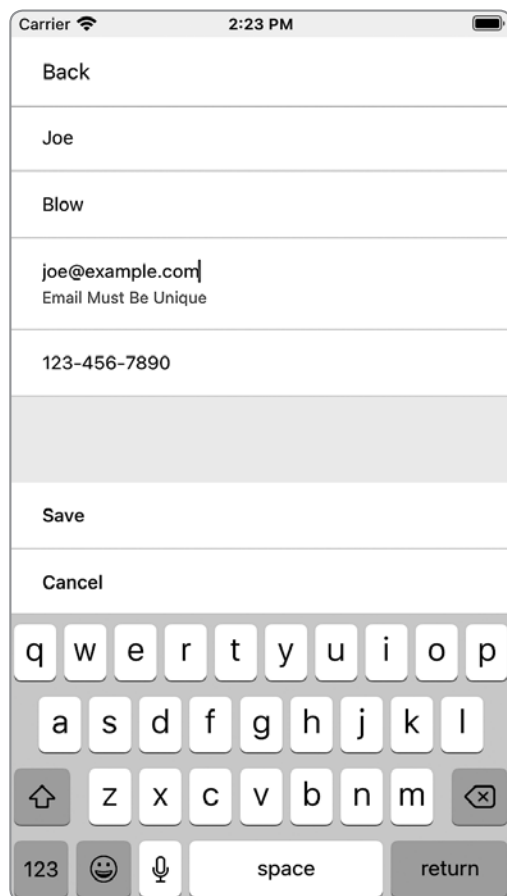 Carrier 2:23 PM
Back
Joe
Blow
joe@example.com
Email Must Be Unique
123-456-7890
Save
Cancel
q w e r t y u i o p
a s d f g h j k l
z x c v b n m
123 space return